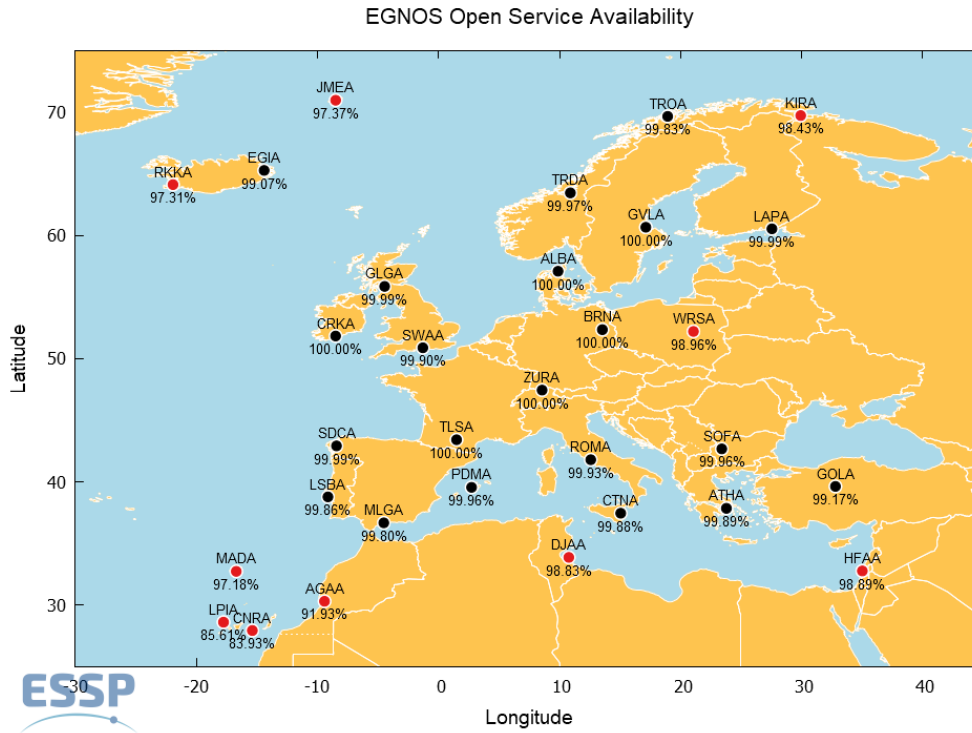 EGNOS Open Service Availability
JMEA
97.37%
TROA
99.83%
KIRA
98.43%
EGIA
99.07%
RKKA
97.31%
TRDA
99.97%
GVLA
100.00%
LAPA
99.99%
ALBA
100.00%
GLGA
99.99%
CRKA
100.00%
SWAA
99.90%
BRNA
100.00%
WRSA
98.96%
ZURA
100.00%
SDCA
99.99%
TLSA
100.00%
ROMA
99.93%
SOFA
99.96%
LSBA
99.86%
PDMA
99.96%
GOLA
99.17%
MLGA
99.80%
CTNA
99.88%
ATHA
99.89%
MADA
97.18%
DJAA
98.83%
HFAA
98.89%
AGAA
91.93%
LPIA
85.61%
CNRA
83.93%
70
60
50
40
30
Latitude
-30
-20
-10
0
10
20
30
40
Longitude
ESSP